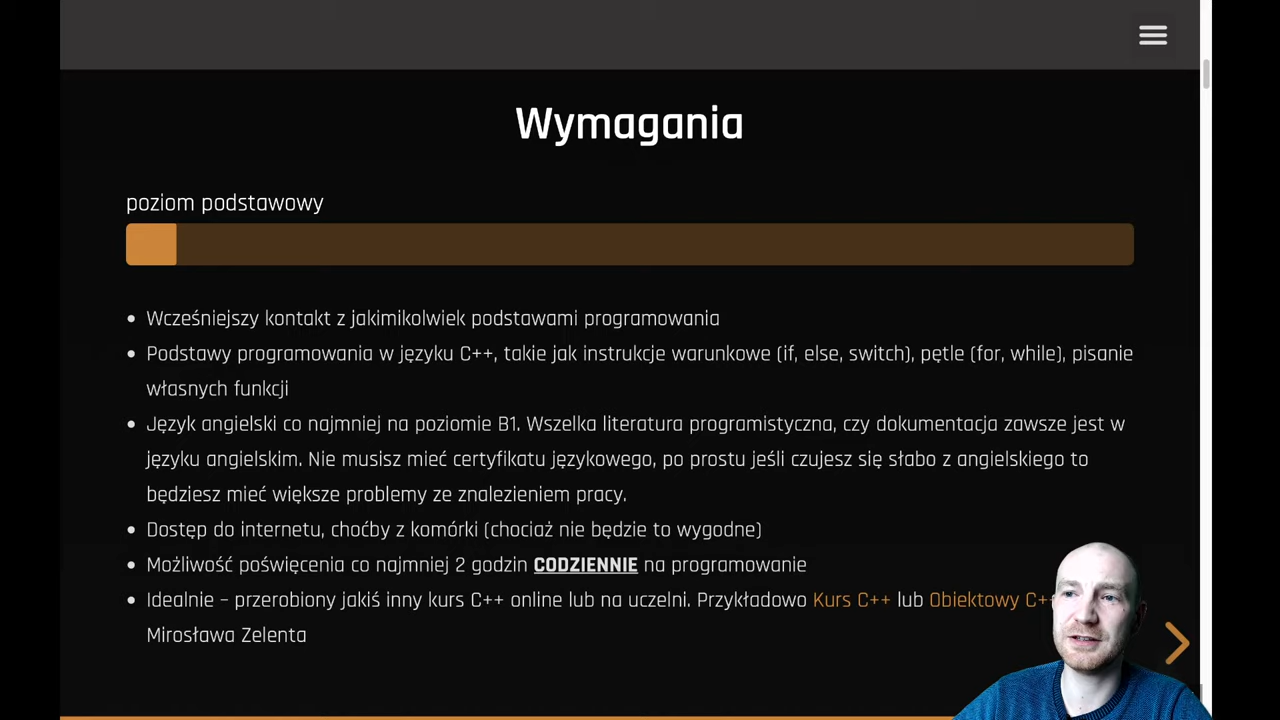 Wymagania
poziom podstawowy
Wcześniejszy kontakt z jakimikolwiek podstawami programowania
Podstawy programowania w języku C++, takie jak instrukcje warunkowe (if, else, switch), pętle (for, while), pisanie
własnych funkcji
Język angielski co najmniej na poziomie B1. Wszelka literatura programistyczna, czy dokumentacja zawsze jest w
języku angielskim. Nie musisz mieć certyfikatu językowego, po prostu jeśli czujesz się słabo z angielskiego to
będziesz mieć większe problemy ze znalezieniem pracy.
Dostęp do internetu, choćby z komórki (chociaż nie będzie to wygodne)
Możliwość poświęcenia co najmniej 2 godzin CODZIENNIE na programowanie
Idealnie – przerobiony jakiś inny kurs C++ online lub na uczelni. Przykładowo Kurs C++ lub Obiektowy C++
Mirosława Zelenta